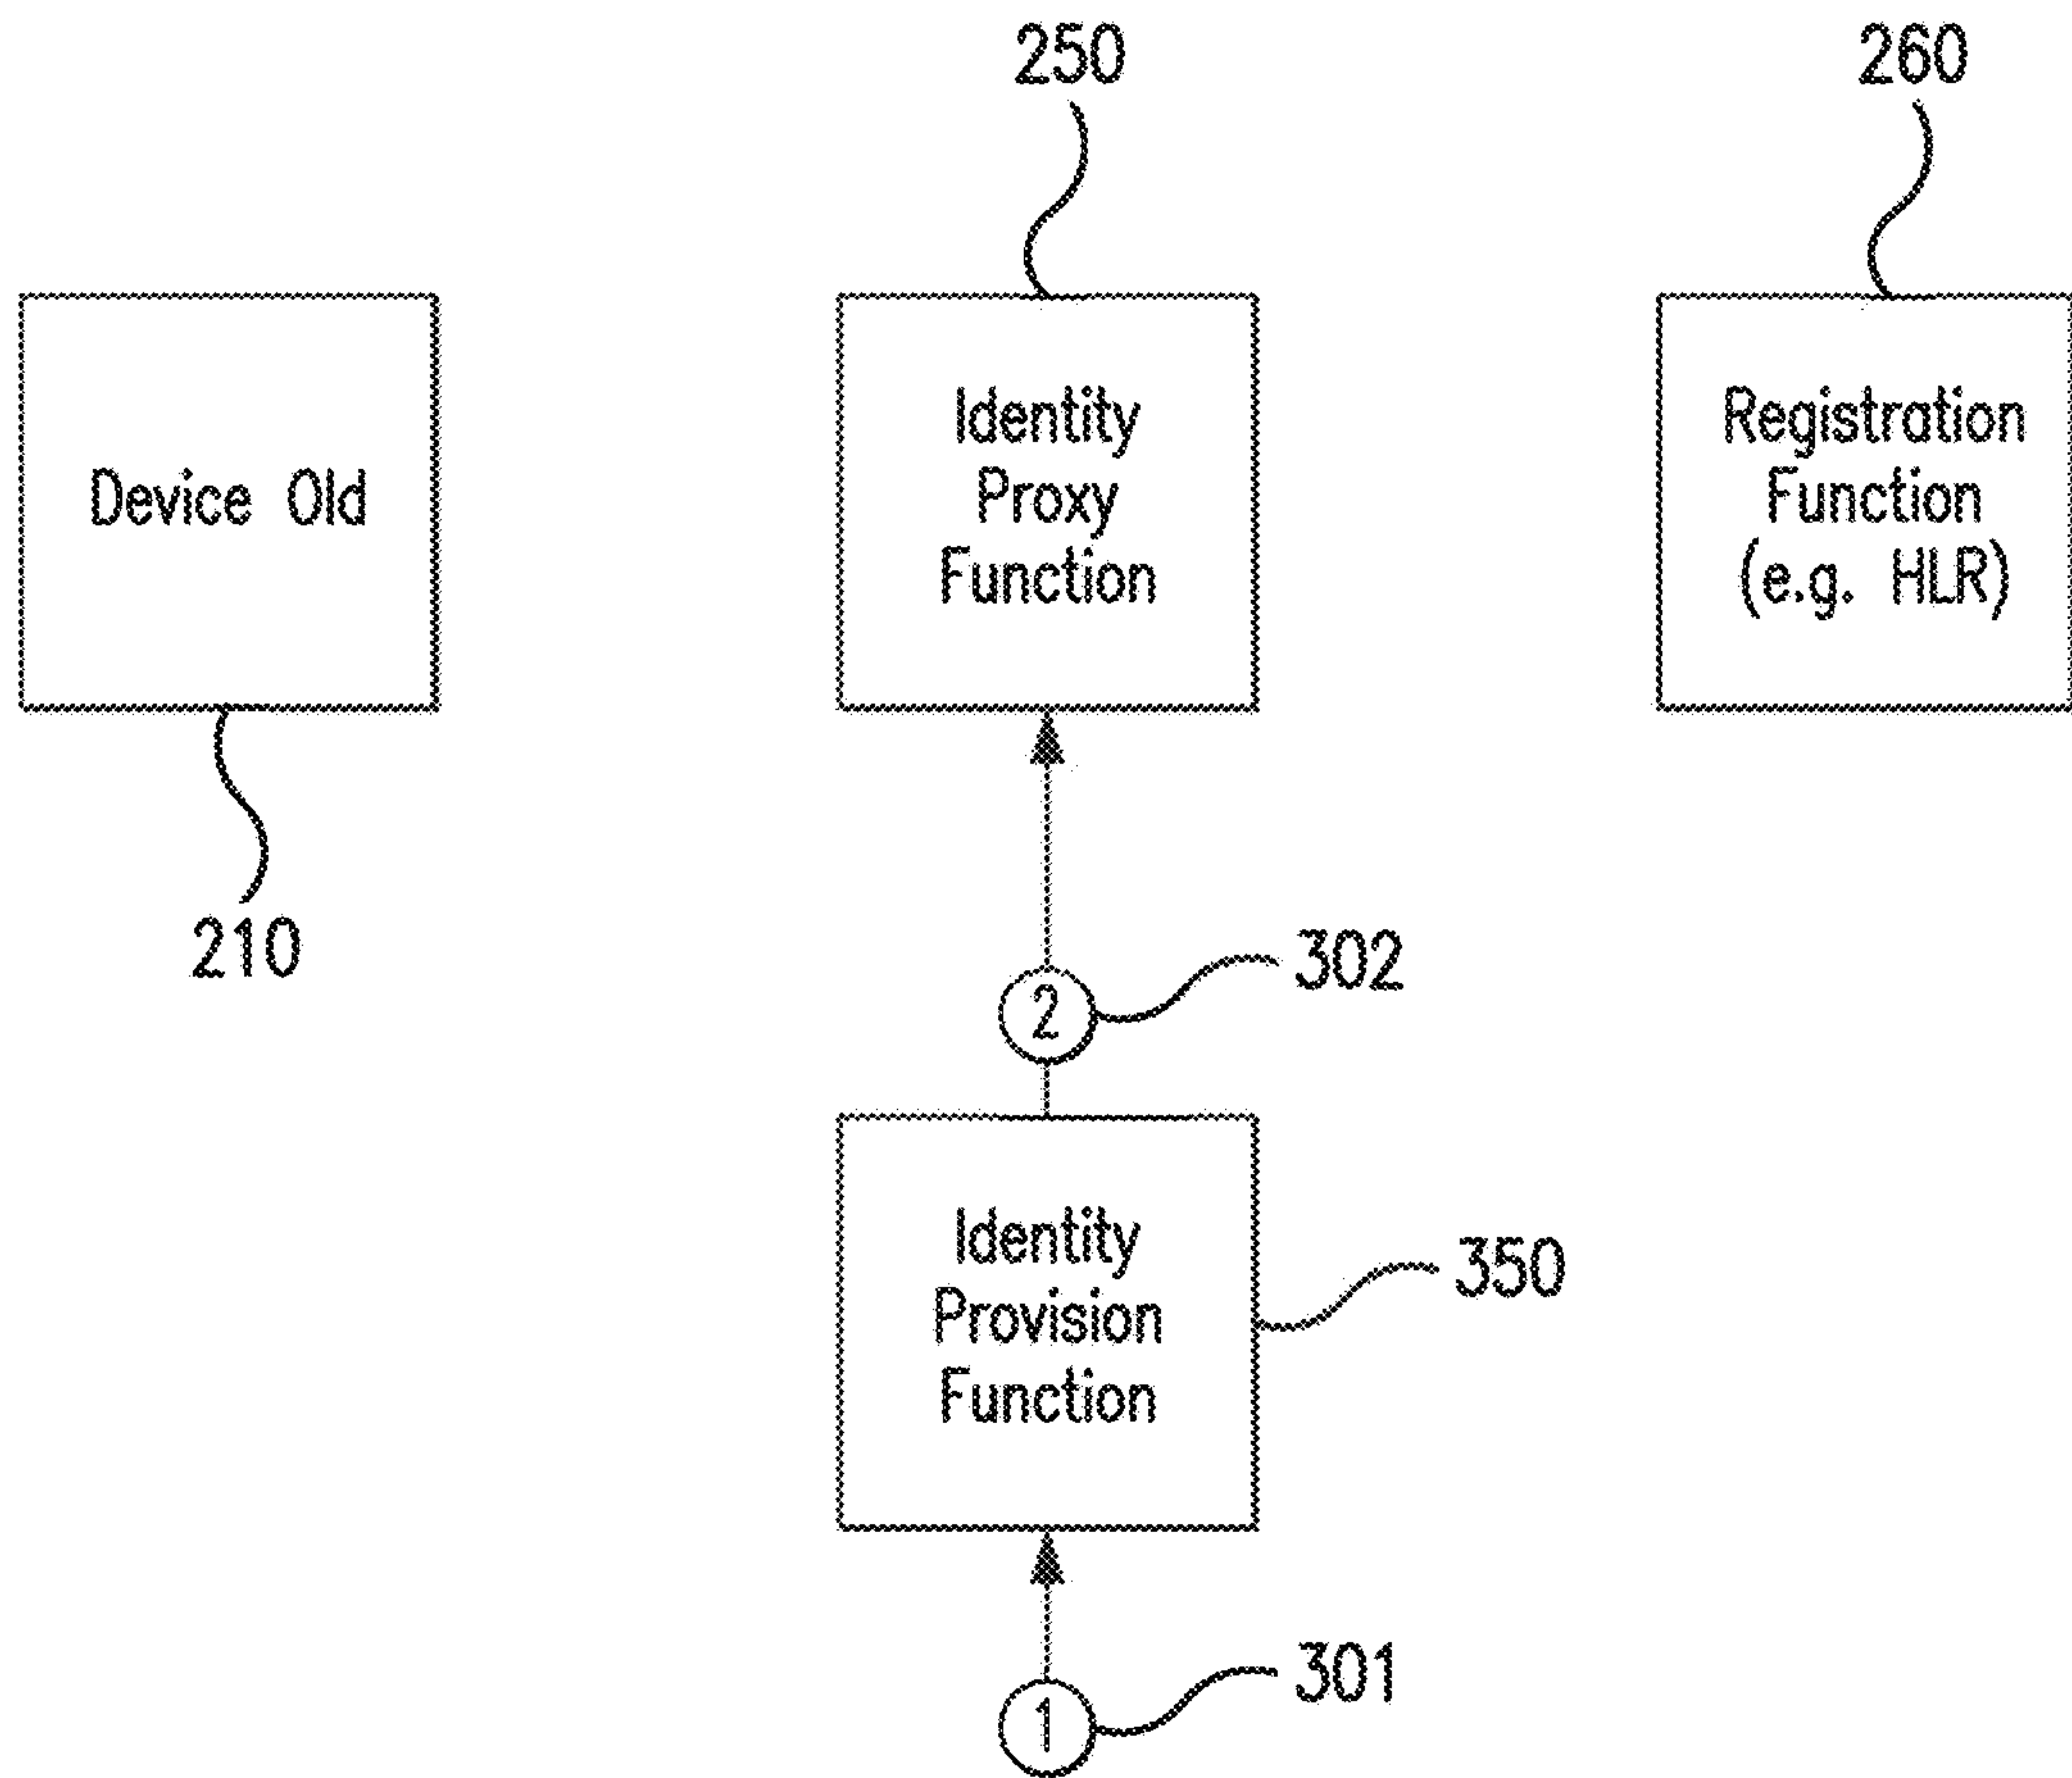 250
260
Device Old
Identity
Proxy
Function
Registration
Function
(e.g. HLR)
210
2
302
Identity
Provision
Function
350
1
301